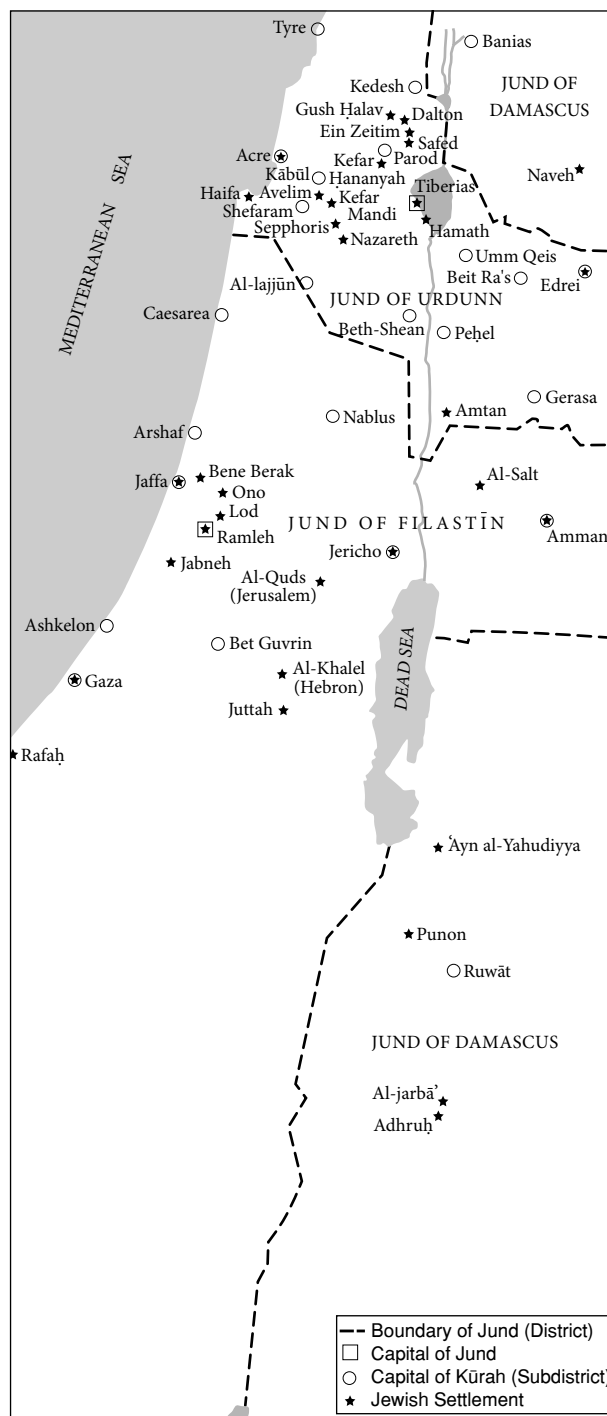 Tyre
Banias
Kedesh
JUND OF
DAMASCUS
Gush Ḥalav
Dalton
Ein Zeitim
Safed
Acre
Parod
Kefar
Ḥananyah
Kābūl
Naveh
Tiberias
Haifa
Avelim
Kefar
Mandi
Shefaram
Sepphoris
Hamath
Nazareth
MEDITERRANEAN SEA
Umm Qeis
Beit Ra's
Edrei
Al-lajjūn
JUND OF URDUNN
Caesarea
Beth-Shean
Peḥel
Gerasa
Nablus
Amtan
Arshaf
Bene Berak
Jaffa
Ono
Al-Salt
Lod
JUND OF FILASTĪN
Ramleh
Amman
Jericho
Jabneh
Al-Quds
(Jerusalem)
Ashkelon
Bet Guvrin
DEAD SEA
Al-Khalel
(Hebron)
Gaza
Juttah
Rafaḥ
ʿAyn al-Yahudiyya
Punon
Ruwāt
JUND OF DAMASCUS
Al-jarbāʾ
Adhruḥ
Boundary of Jund (District)
Capital of Jund
Capital of Kūrah (Subdistrict)
Jewish Settlement